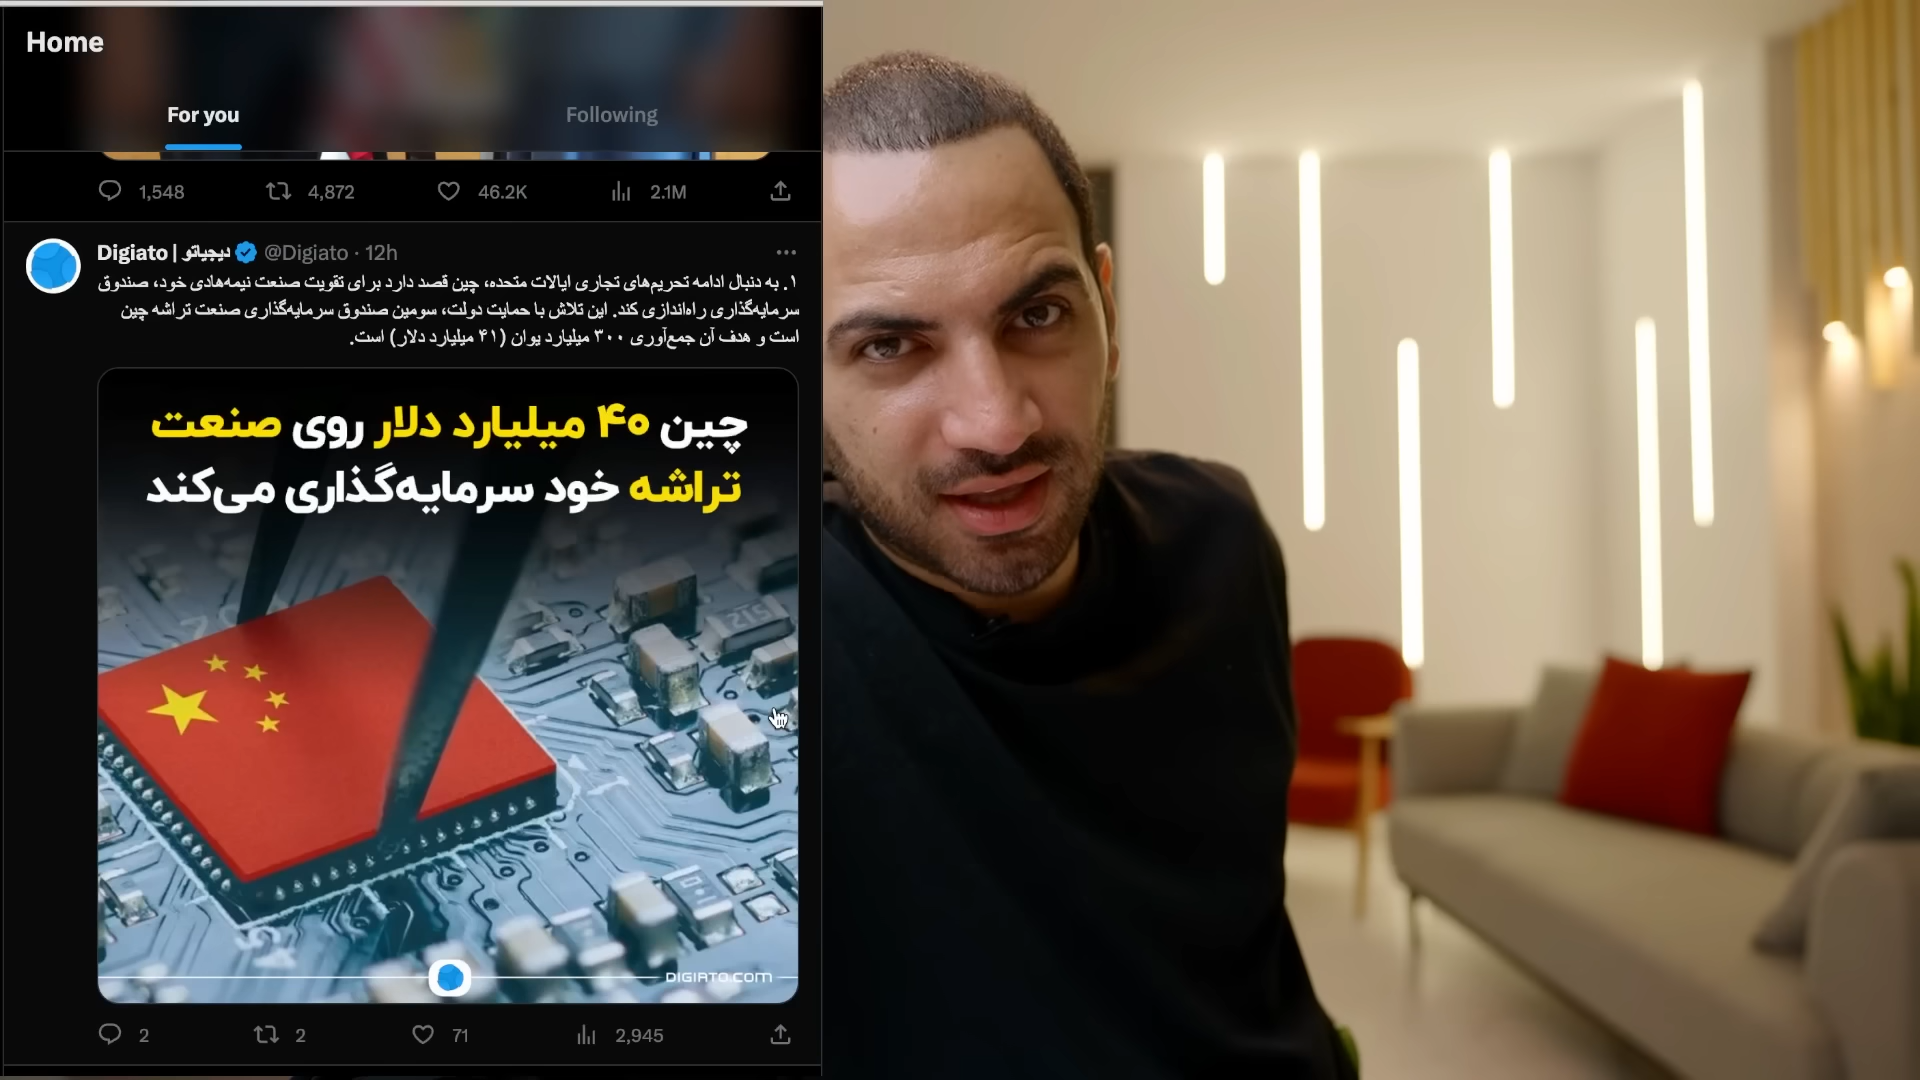 Home
For you
Following
1,548 4,872 46.2K 2.1M
Digiato | دیجیاتو @Digiato · 12h
۱. به دنبال ادامه تحریم‌های تجاری ایالات متحده، چین قصد دارد برای تقویت صنعت نیمه‌هادی خود، صندوق
سرمایه‌گذاری راه‌اندازی کند. این تلاش با حمایت دولت، سومین صندوق سرمایه‌گذاری صنعت تراشه چین
است و هدف آن جمع‌آوری ۳۰۰ میلیارد یوان (۴۱ میلیارد دلار) است.
چین ۴۰ میلیارد دلار روی صنعت
تراشه خود سرمایه‌گذاری می‌کند
DIGIATO.COM
2 2 71 2,945